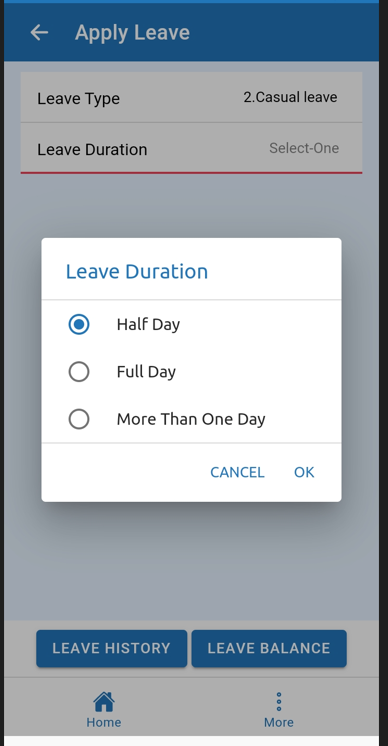 Apply Leave
Leave Type 2.Casual leave
Leave Duration Select-One
Leave Duration
Half Day
Full Day
More Than One Day
CANCEL OK
LEAVE HISTORY LEAVE BALANCE
Home More